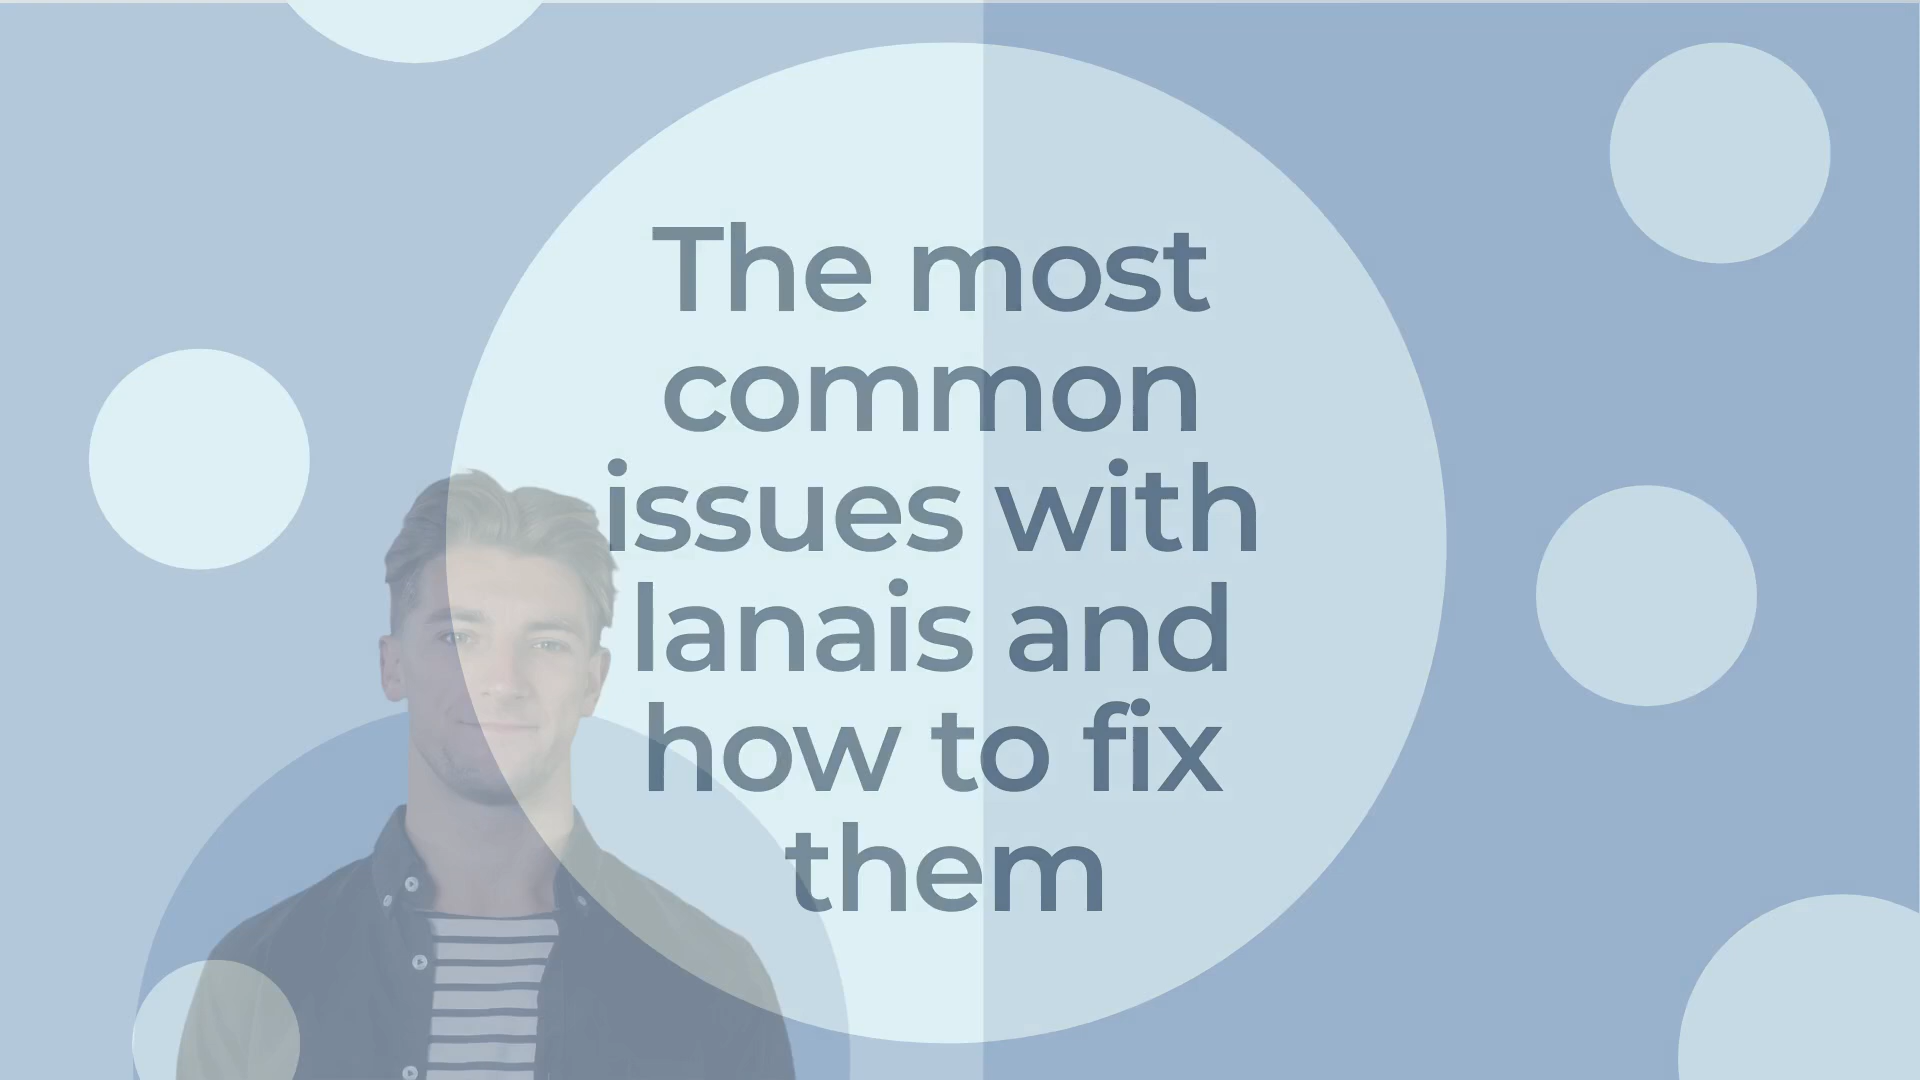 The most
common
issues with
lanais and
how to fix
them